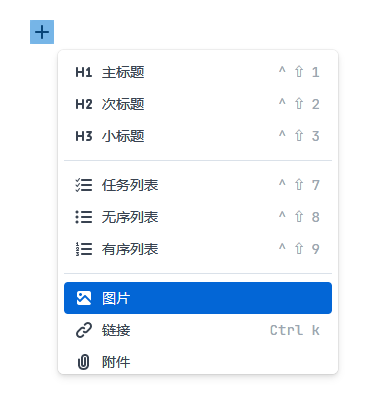 H1 主标题 ^ ⇧ 1
H2 次标题 ^ ⇧ 2
H3 小标题 ^ ⇧ 3
任务列表 ^ ⇧ 7
无序列表 ^ ⇧ 8
有序列表 ^ ⇧ 9
图片
链接 Ctrl k
附件